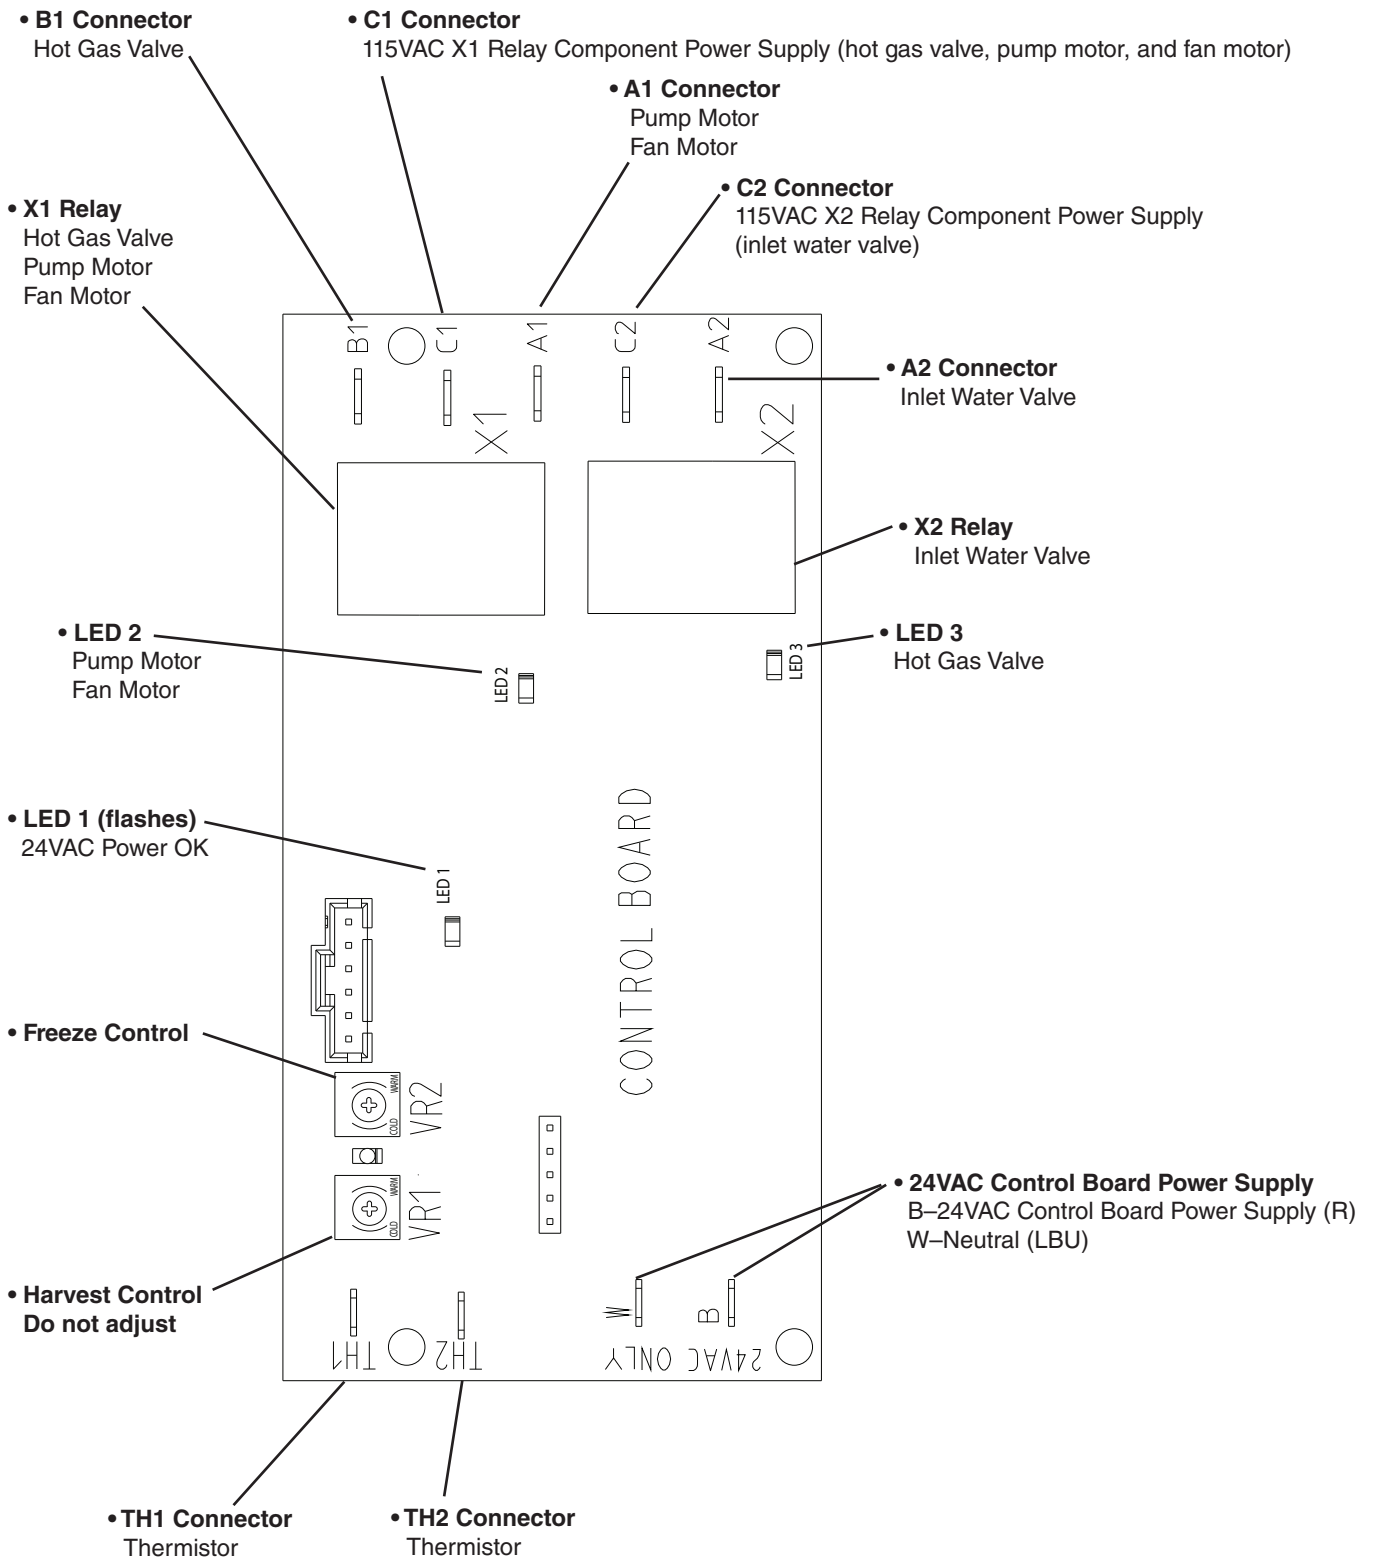 • B1 Connector
Hot Gas Valve
• C1 Connector
115VAC X1 Relay Component Power Supply (hot gas valve, pump motor, and fan motor)
• A1 Connector
Pump Motor
Fan Motor
• C2 Connector
115VAC X2 Relay Component Power Supply
(inlet water valve)
• X1 Relay
Hot Gas Valve
Pump Motor
Fan Motor
B1
C1
A1
C2
A2
• A2 Connector
Inlet Water Valve
X1
X2
• X2 Relay
Inlet Water Valve
• LED 2
Pump Motor
Fan Motor
LED 2
LED 3
• LED 3
Hot Gas Valve
• LED 1 (flashes)
24VAC Power OK
LED 1
CONTROL BOARD
• Freeze Control
WARM
COLD
VR2
WARM
COLD
VR1
• 24VAC Control Board Power Supply
B–24VAC Control Board Power Supply (R)
W–Neutral (LBU)
• Harvest Control
Do not adjust
W
B
TH1
TH2
24VAC ONLY
• TH1 Connector
Thermistor
• TH2 Connector
Thermistor